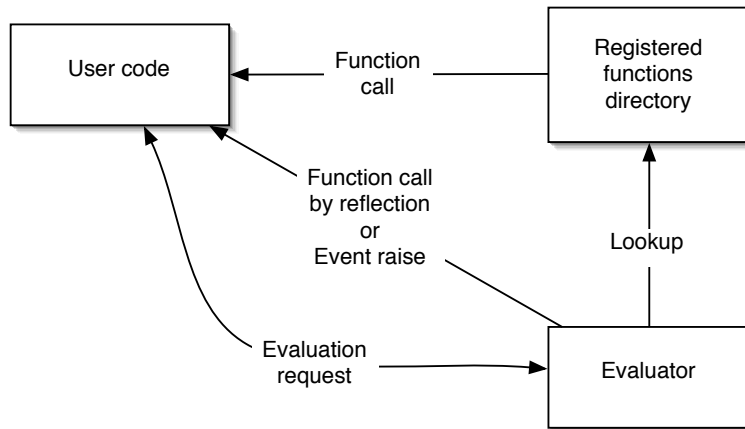 User code
Function
call
Registered
functions
directory
Function call
by reflection
or
Event raise
Lookup
Evaluation
request
Evaluator